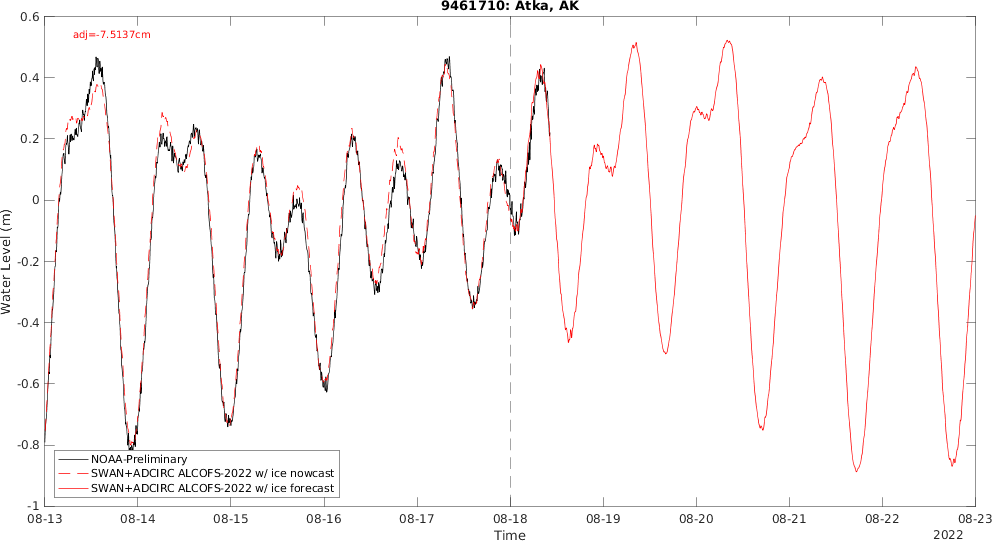 9461710: Atka, AK
adj=-7.5137cm
0.6
0.4
0.2
0
-0.2
-0.4
-0.6
-0.8
-1
Water Level (m)
NOAA-Preliminary
SWAN+ADCIRC ALCOFS-2022 w/ ice nowcast
SWAN+ADCIRC ALCOFS-2022 w/ ice forecast
08-13 08-14 08-15 08-16 08-17 08-18 08-19 08-20 08-21 08-22 08-23
Time
2022